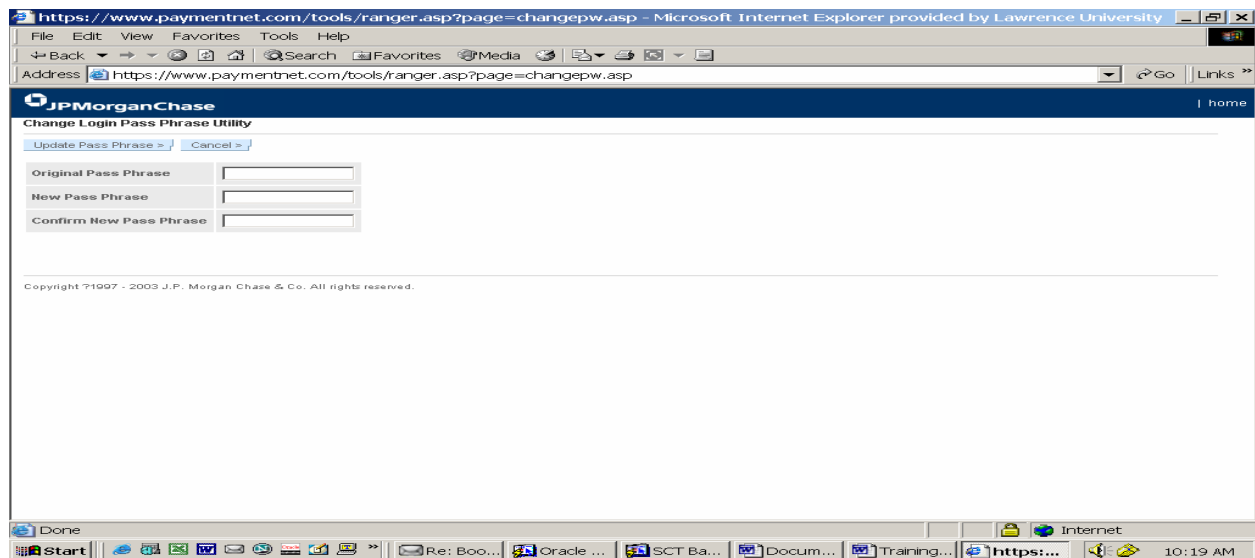 https://www.paymentnet.com/tools/ranger.asp?page=changepw.asp - Microsoft Internet Explorer provided by Lawrence University
File Edit View Favorites Tools Help
Back Search Favorites Media
Address https://www.paymentnet.com/tools/ranger.asp?page=changepw.asp Go Links »
JPMorganChase | home
Change Login Pass Phrase Utility
Update Pass Phrase > Cancel >
Original Pass Phrase
New Pass Phrase
Confirm New Pass Phrase
Copyright ?1997 - 2003 J.P. Morgan Chase & Co. All rights reserved.
Done Internet
Start » Re: Boo... Oracle ... SCT Ba... Docum... Training... https:... 10:19 AM